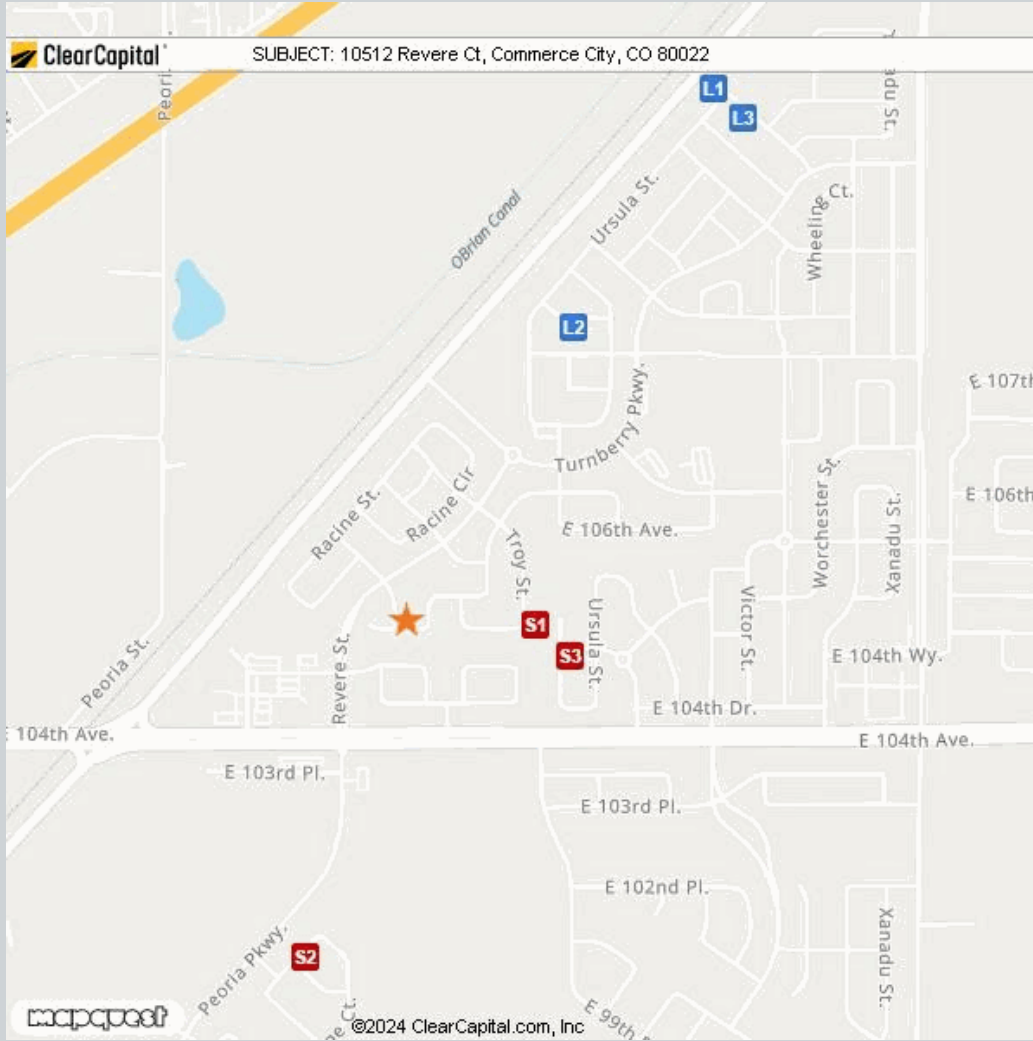 ClearCapital
SUBJECT: 10512 Revere Ct, Commerce City, CO 80022
L1
L3
Ursula St.
Wheeling Ct.
OBrian Canal
L2
E 107th
Turnberry Pkwy.
Racine St.
Racine Cir
E 106th Ave.
E 106th
Worchester St.
Xanadu St.
Troy St.
Victor St.
Ursula St.
S1
S3
Revere St.
Peoria St.
E 104th Wy.
E 104th Dr.
E 104th Ave.
E 104th Ave.
E 103rd Pl.
E 103rd Pl.
E 102nd Pl.
Xanadu St.
Peoria Pkwy.
S2
E 99th
mapquest
©2024 ClearCapital.com, Inc